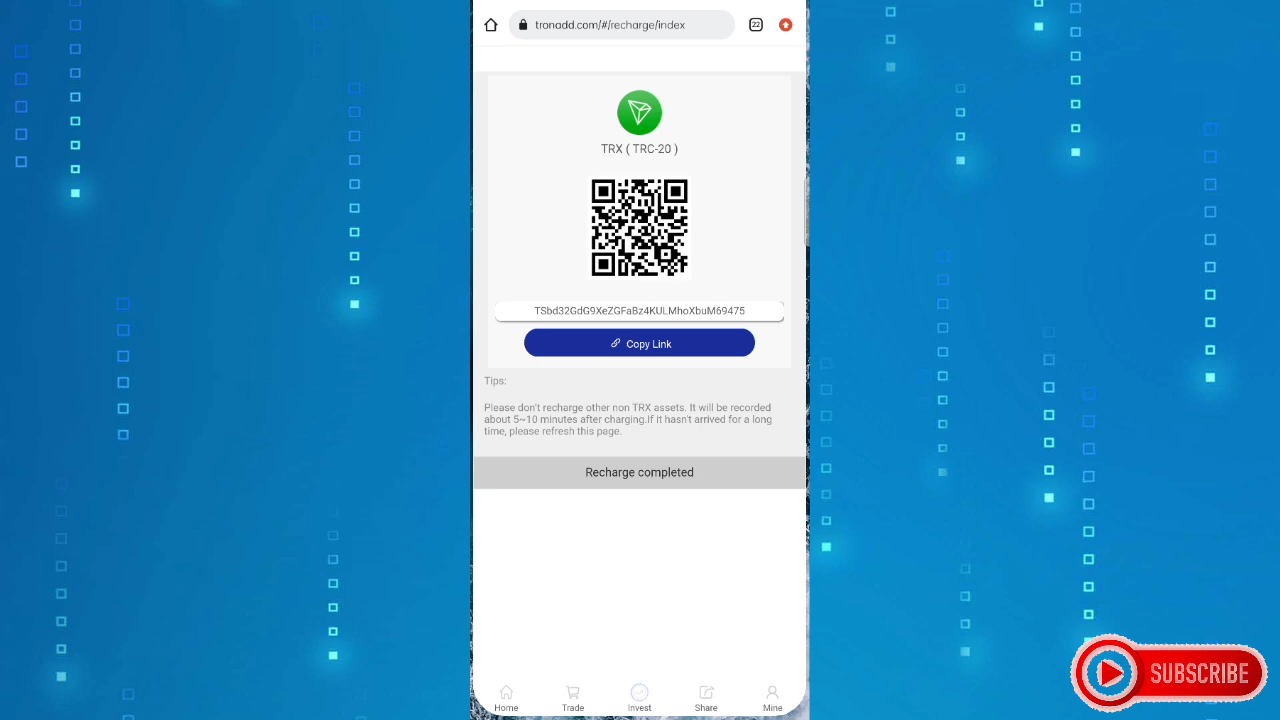 tronodd.com/#/recharge/index
22
TRX ( TRC-20 )
TSbd32GdG9XeZGFaBz4KULMhoXbuM69475
Copy Link
Tips:
Please don't recharge other non TRX assets. It will be recorded
about 5~10 minutes after charging.If it hasn't arrived for a long
time, please refresh this page.
Recharge completed
Home Trade Invest Share Mine
SUBSCRIBE